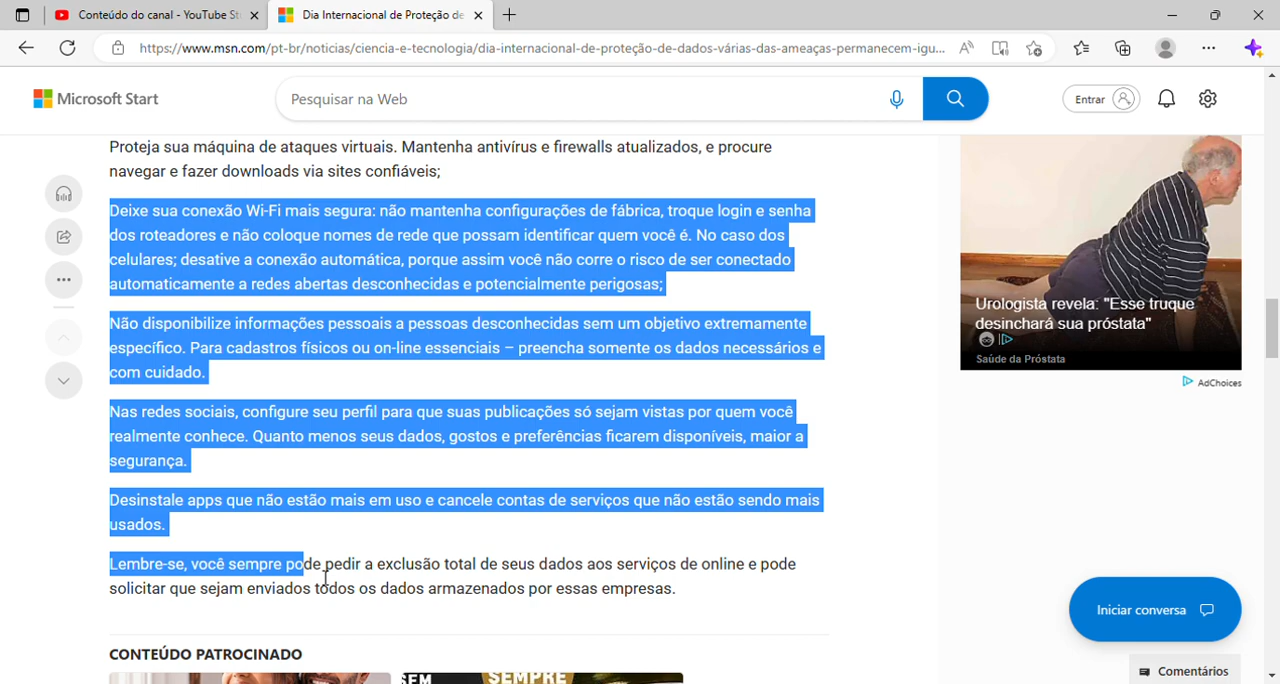 Conteúdo do canal - YouTube St
Dia Internacional de Proteção de
https://www.msn.com/pt-br/noticias/ciencia-e-tecnologia/dia-internacional-de-proteção-de-dados-várias-das-ameaças-permanecem-igu...
Microsoft Start
Pesquisar na Web
Entrar
Proteja sua máquina de ataques virtuais. Mantenha antivírus e firewalls atualizados, e procure
navegar e fazer downloads via sites confiáveis;
Deixe sua conexão Wi-Fi mais segura: não mantenha configurações de fábrica, troque login e senha
dos roteadores e não coloque nomes de rede que possam identificar quem você é. No caso dos
celulares; desative a conexão automática, porque assim você não corre o risco de ser conectado
automaticamente a redes abertas desconhecidas e potencialmente perigosas;
Não disponibilize informações pessoais a pessoas desconhecidas sem um objetivo extremamente
específico. Para cadastros físicos ou on-line essenciais – preencha somente os dados necessários e
com cuidado.
Nas redes sociais, configure seu perfil para que suas publicações só sejam vistas por quem você
realmente conhece. Quanto menos seus dados, gostos e preferências ficarem disponíveis, maior a
segurança.
Desinstale apps que não estão mais em uso e cancele contas de serviços que não estão sendo mais
usados.
Lembre-se, você sempre pode pedir a exclusão total de seus dados aos serviços de online e pode
solicitar que sejam enviados todos os dados armazenados por essas empresas.
CONTEÚDO PATROCINADO
SEM
SEMPRE
Urologista revela: "Esse truque
desinchará sua próstata"
Saúde da Próstata
AdChoices
Iniciar conversa
Comentários